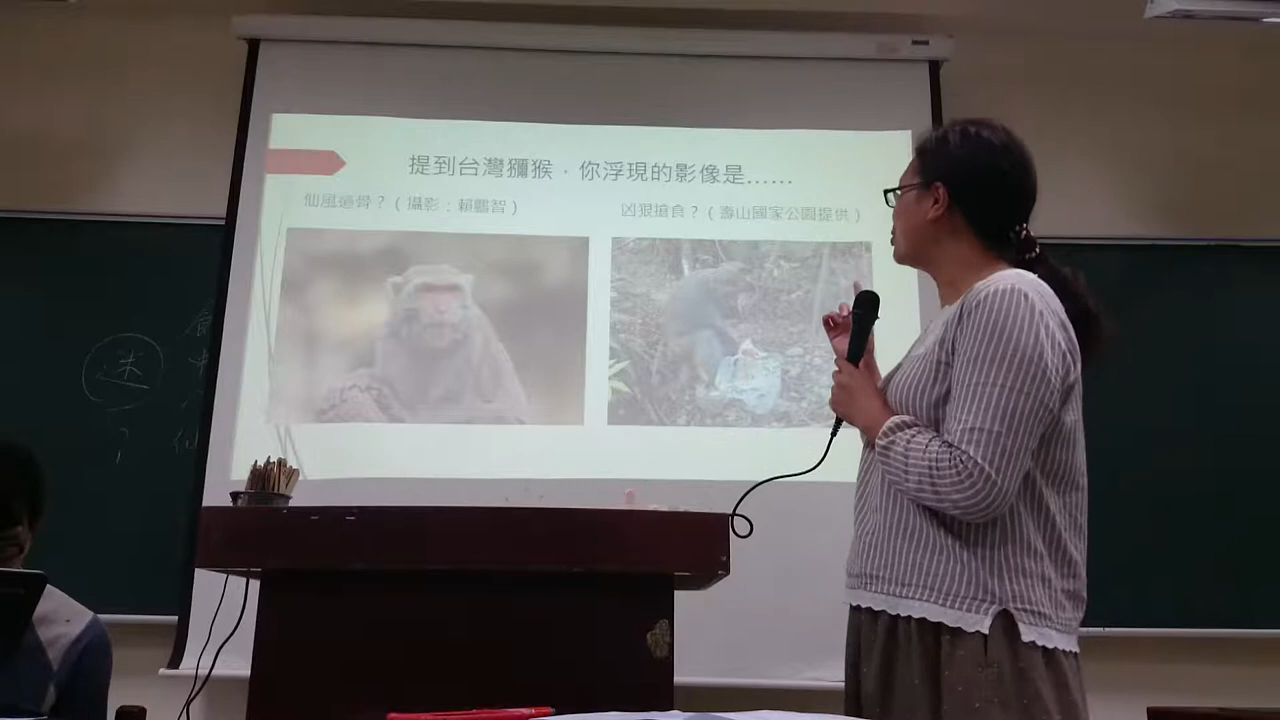 提到台灣獼猴，你浮現的影像是......
仙風道骨？（攝影：賴鵬智）
凶狠搶食？（壽山國家公園提供）
迷
？